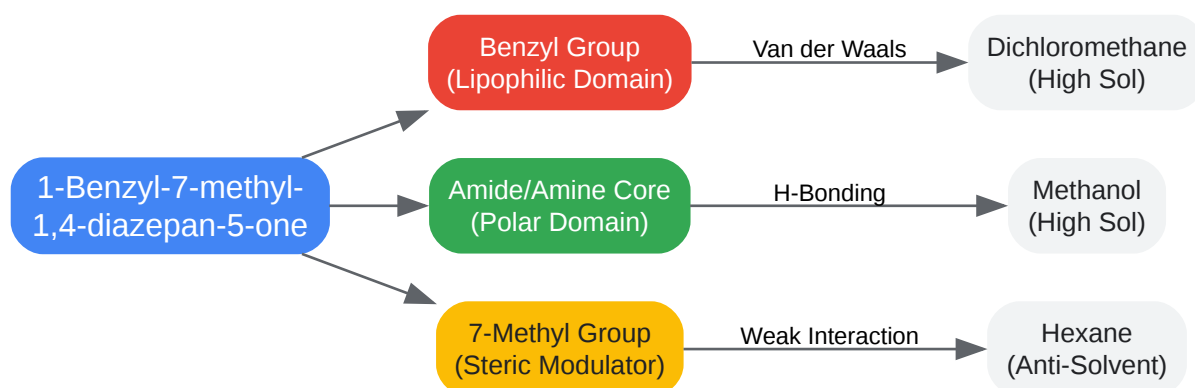 1-Benzyl-7-methyl-
1,4-diazepan-5-one
Benzyl Group
(Lipophilic Domain)
Van der Waals
Dichloromethane
(High Sol)
Amide/Amine Core
(Polar Domain)
H-Bonding
Methanol
(High Sol)
7-Methyl Group
(Steric Modulator)
Weak Interaction
Hexane
(Anti-Solvent)